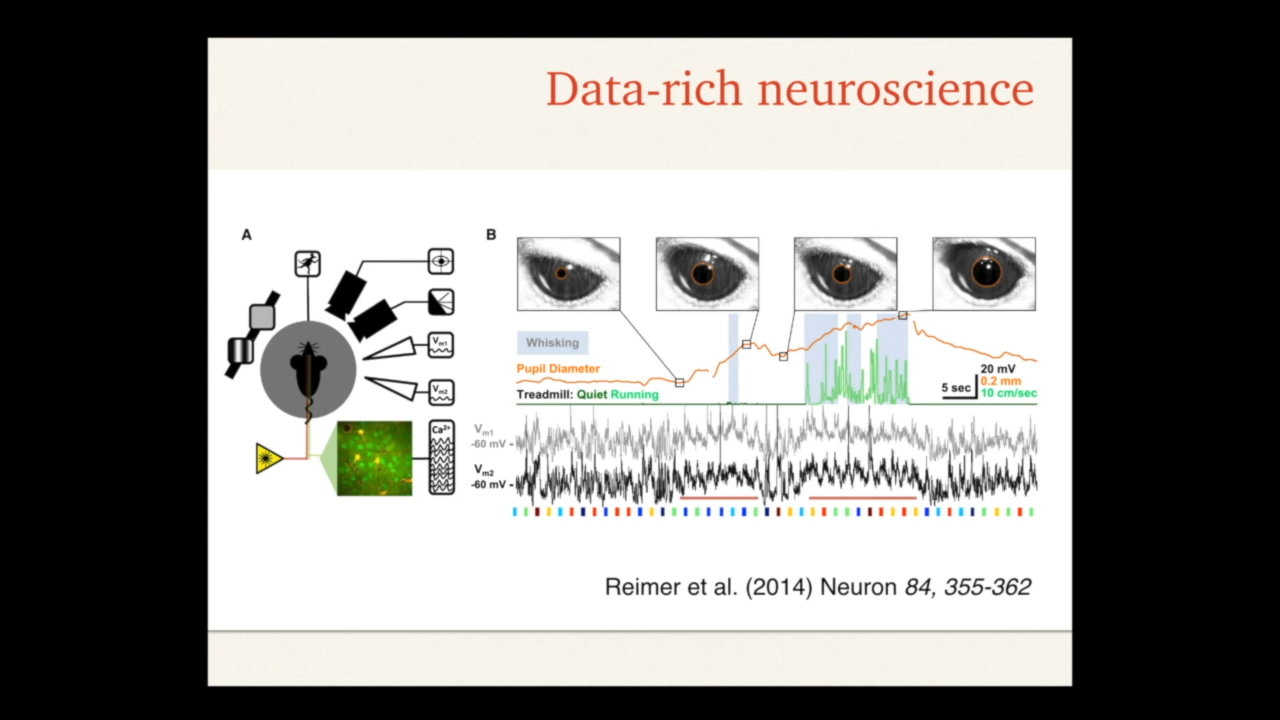 Data-rich neuroscience
A
B
Vm1
Vm2
Ca2+
Whisking
Pupil Diameter
Treadmill: Quiet Running
5 sec
20 mV
0.2 mm
10 cm/sec
Vm1
-60 mV -
Vm2
-60 mV -
Reimer et al. (2014) Neuron 84, 355-362